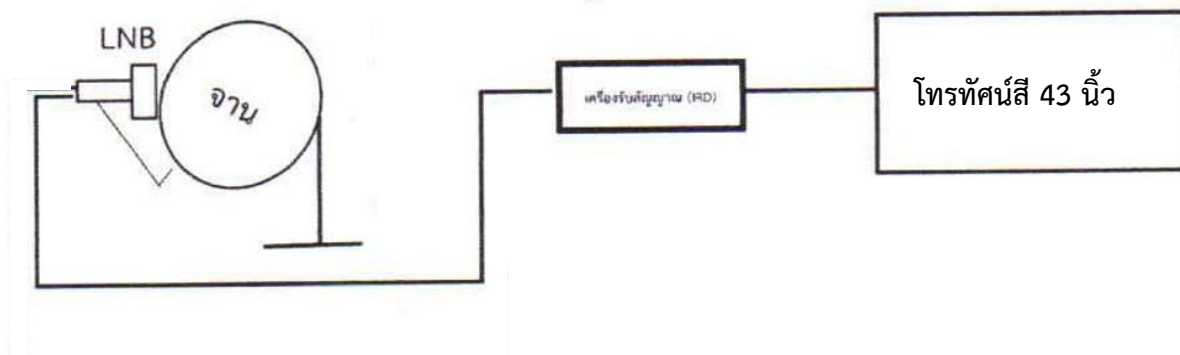 LNB
จาน
เครื่องรับสัญญาณ (IRD)
โทรทัศน์สี 43 นิ้ว